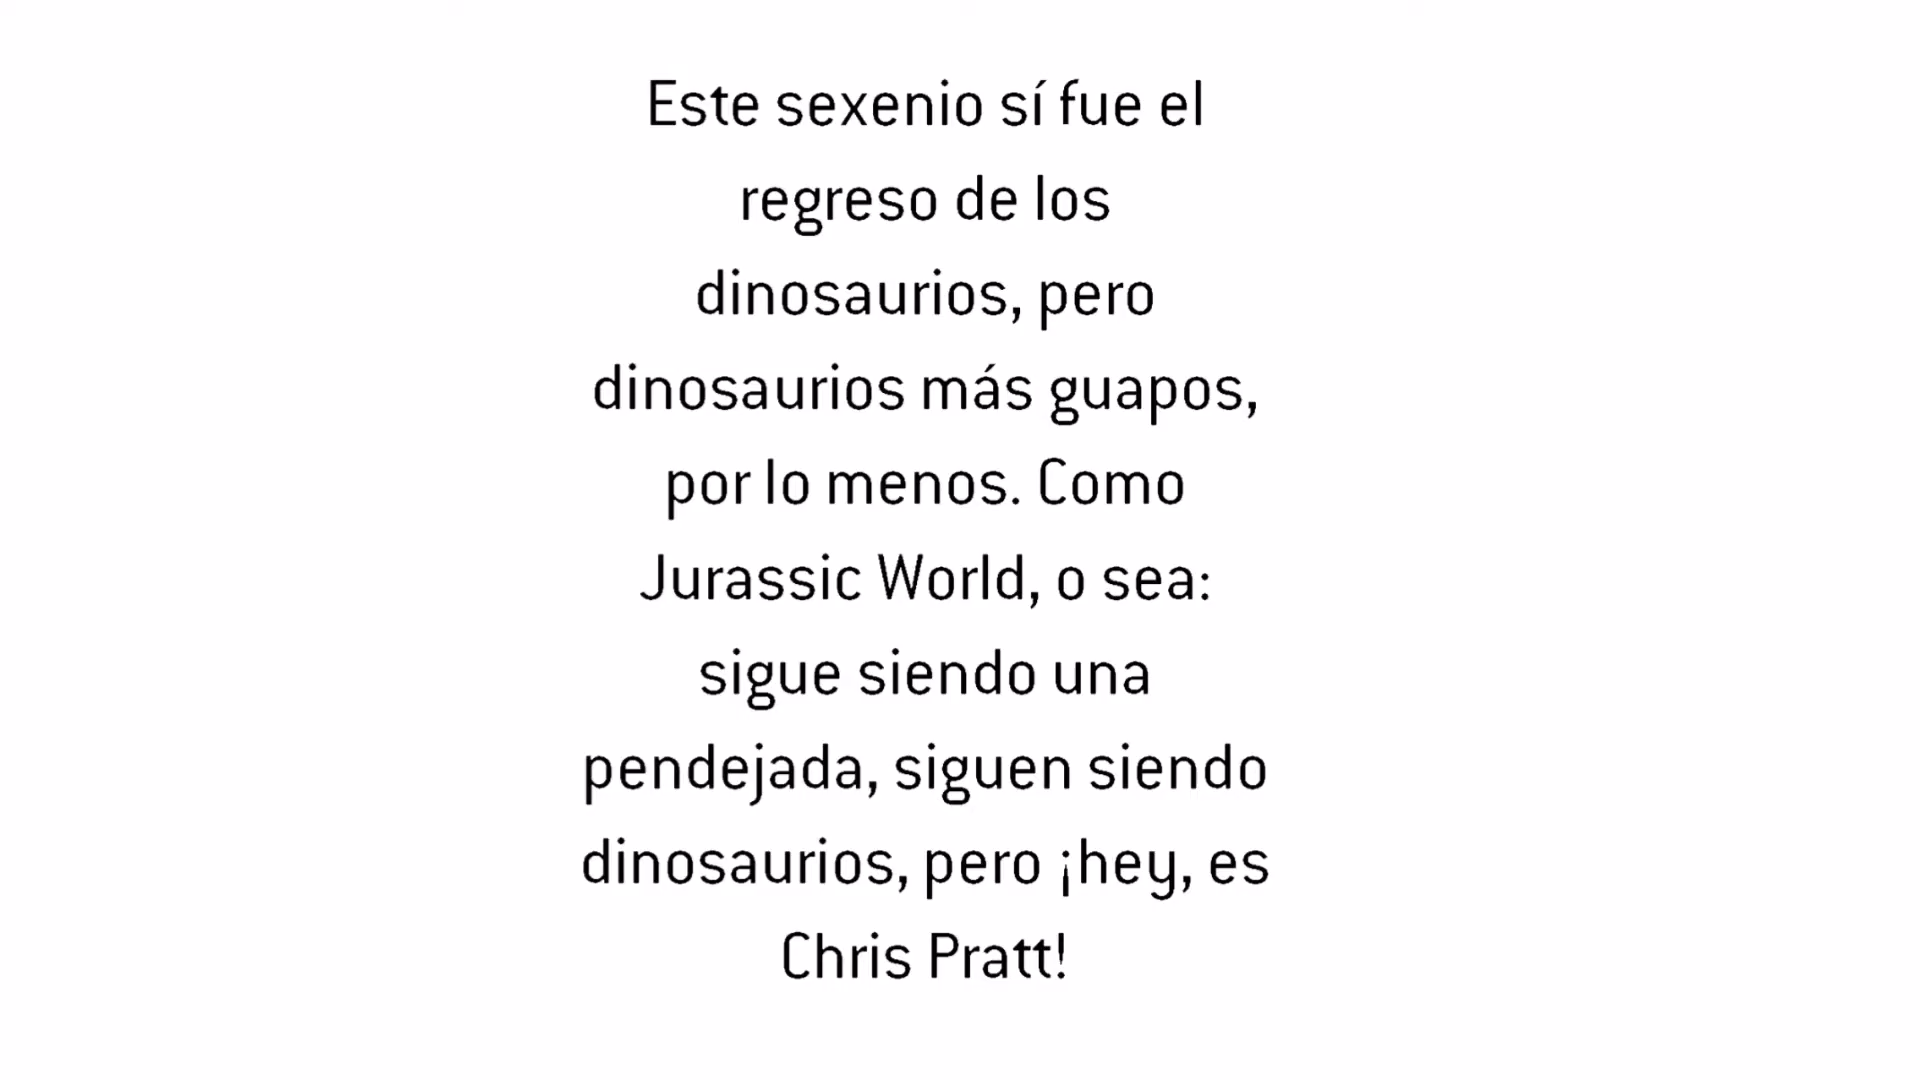 Este sexenio sí fue el
regreso de los
dinosaurios, pero
dinosaurios más guapos,
por lo menos. Como
Jurassic World, o sea:
sigue siendo una
pendejada, siguen siendo
dinosaurios, pero ¡hey, es
Chris Pratt!